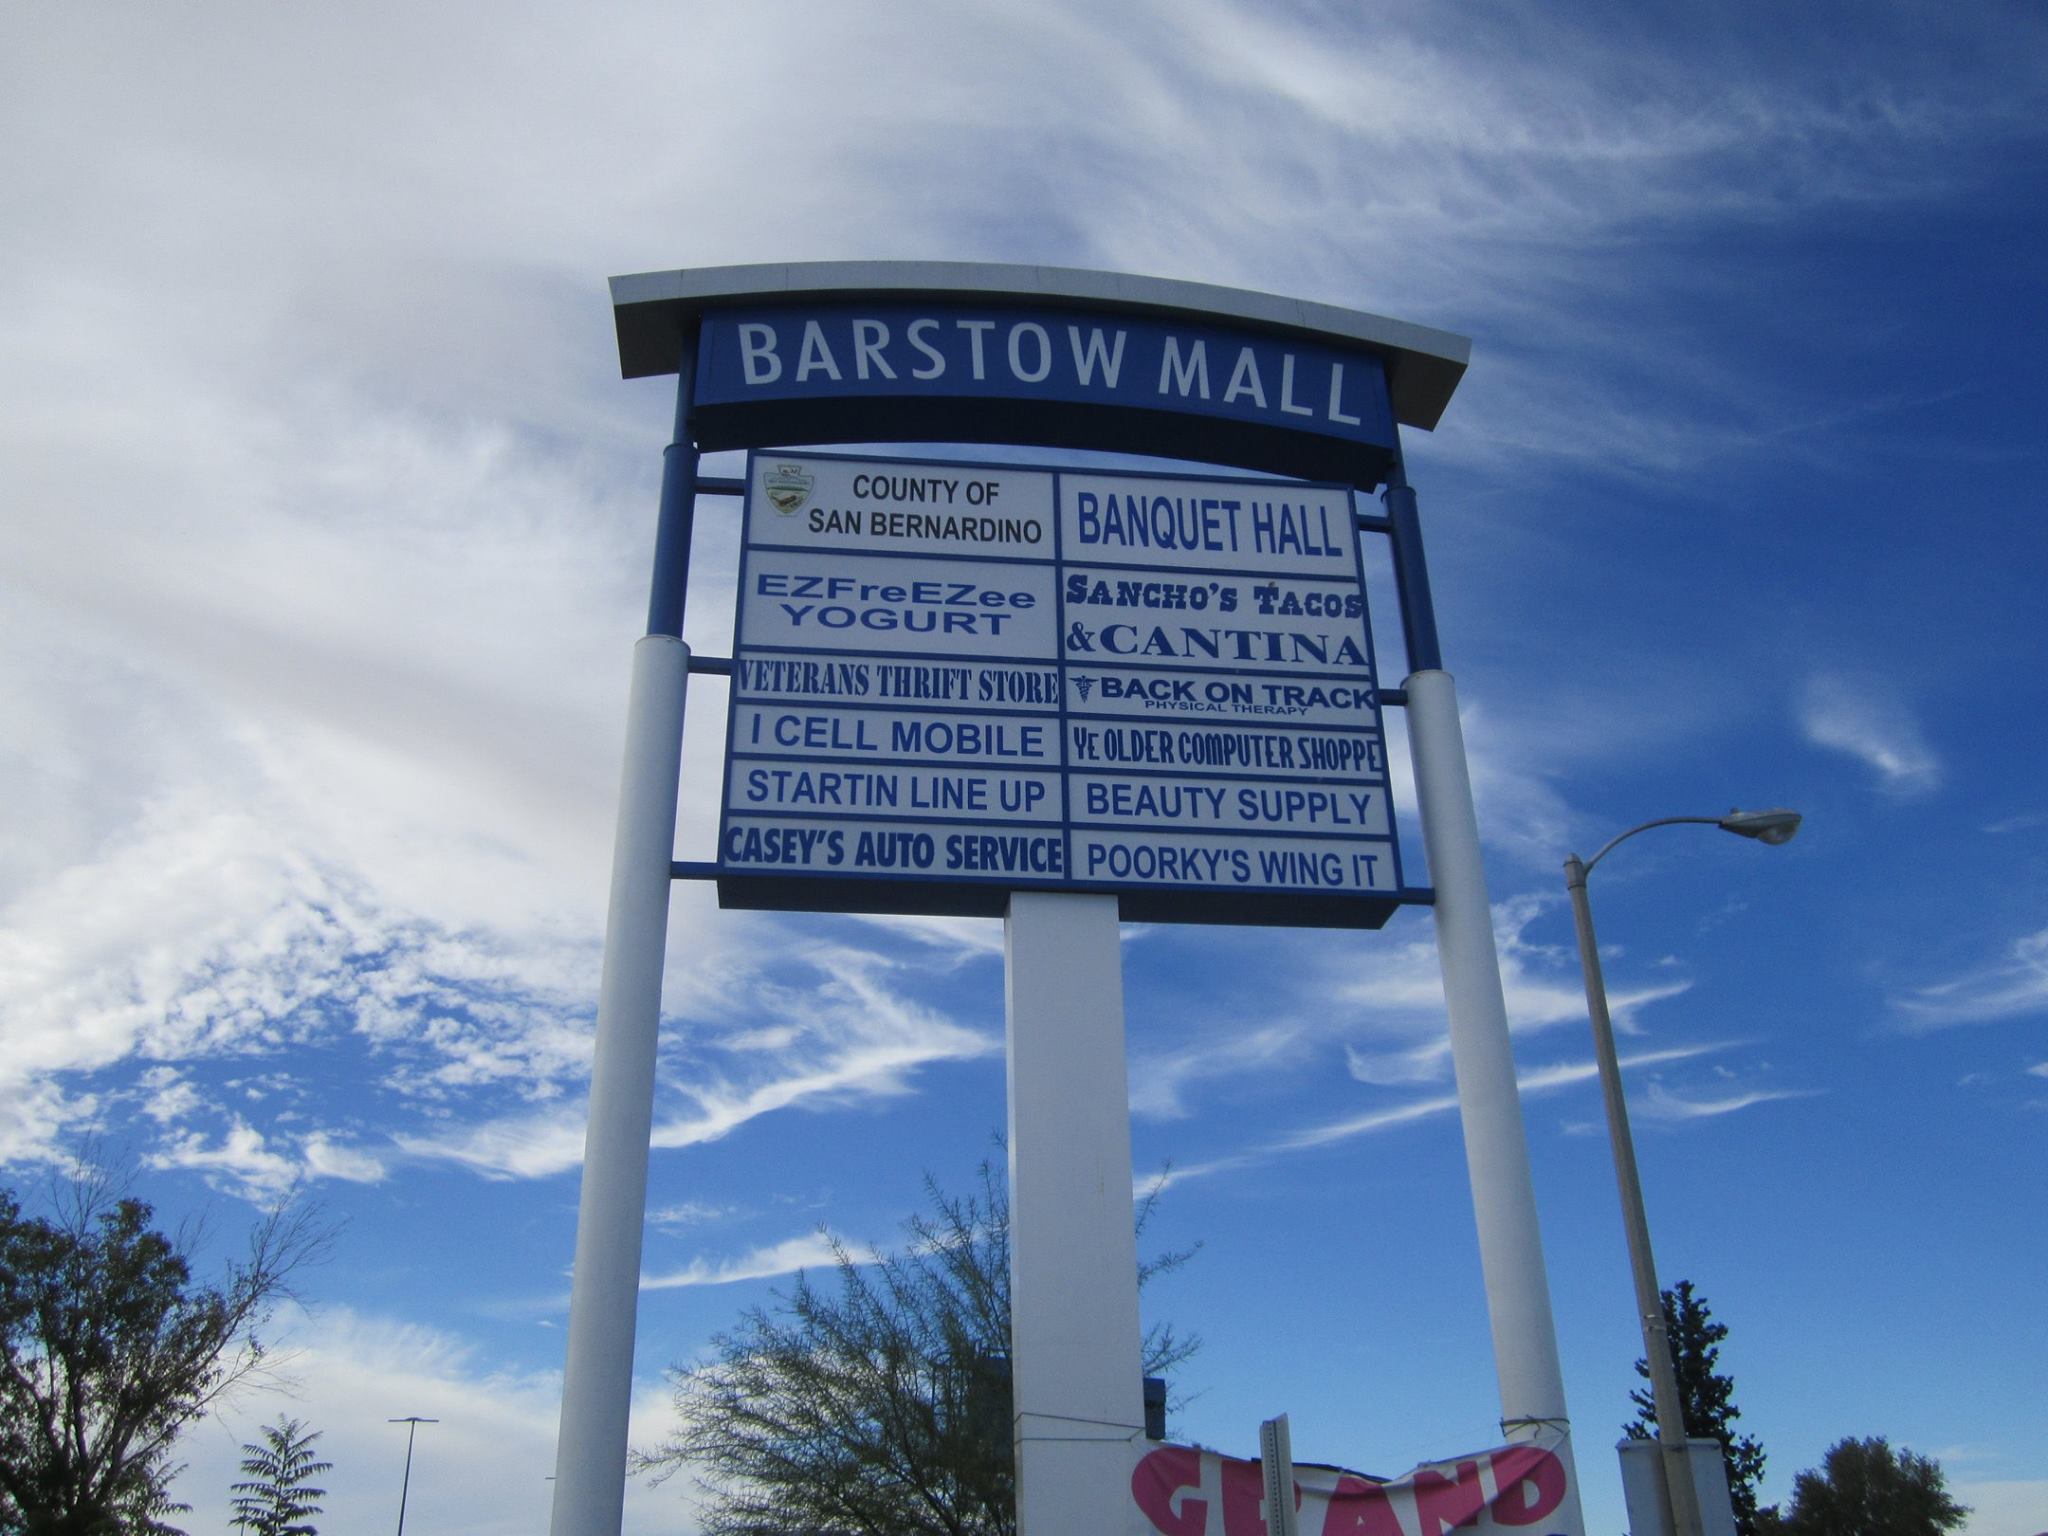 BARSTOW MALL
COUNTY OF
SAN BERNARDINO
BANQUET HALL
EZFreEZee
YOGURT
SANCHO'S TACOS
&CANTINA
VETERANS THRIFT STORE
BACK ON TRACK
PHYSICAL THERAPY
I CELL MOBILE
YE OLDER COMPUTER SHOPPE
STARTIN LINE UP
BEAUTY SUPPLY
CASEY'S AUTO SERVICE
POORKY'S WING IT
GRAND